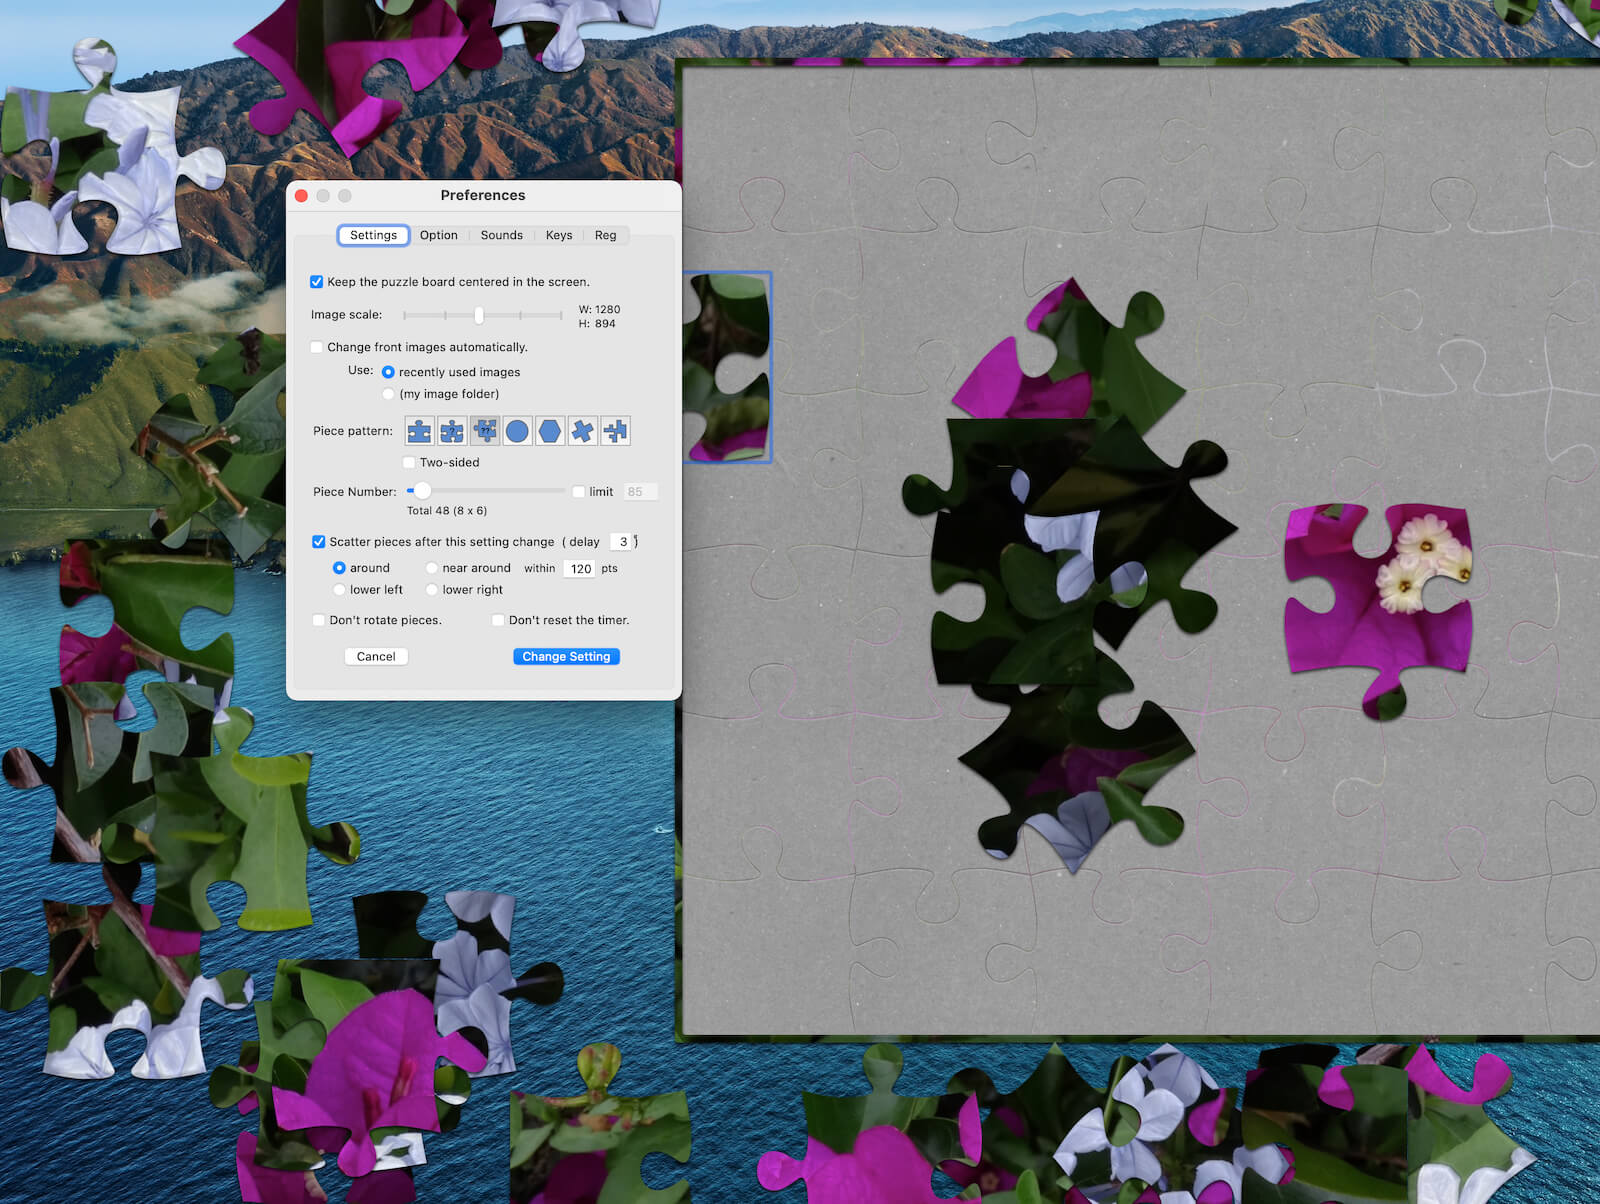 Preferences
Settings Option Sounds Keys Reg
Keep the puzzle board centered in the screen.
Image scale: W: 1280
H: 894
Change front images automatically.
Use: recently used images
(my image folder)
Piece pattern: ? ??
Two-sided
Piece Number: limit 85
Total 48 (8 x 6)
Scatter pieces after this setting change ( delay 3 )
around near around within 120 pts
lower left lower right
Don't rotate pieces. Don't reset the timer.
Cancel Change Setting